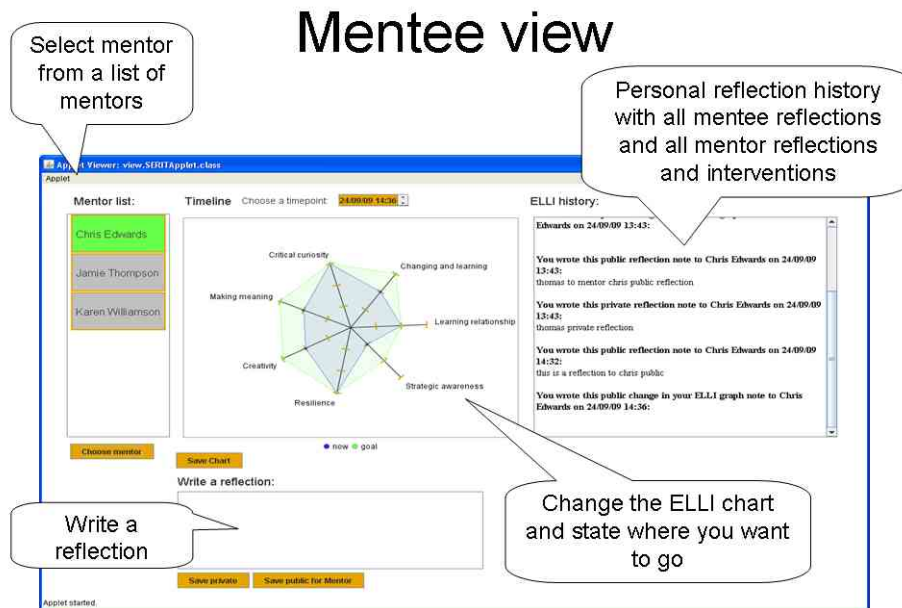 Mentee view
Select mentor
from a list of
mentors
Personal reflection history
with all mentee reflections
and all mentor reflections
and interventions
Applet Viewer: view.SERITApplet.class
Applet
Mentor list:
Chris Edwards
Jamie Thompson
Karen Williamson
Choose mentor
Timeline Choose a timepoint: 24/09/09 14:36
Critical curiosity
Changing and learning
Making meaning
Learning relationship
Creativity
Strategic awareness
Resilience
now goal
Save Chart
ELLI history:
Edwards on 24/09/09 13:43:
You wrote this public reflection note to Chris Edwards on 24/09/09
13:43:
thomas to mentor chris public reflection
You wrote this private reflection note to Chris Edwards on 24/09/09
13:43:
thomas private reflection
You wrote this public reflection note to Chris Edwards on 24/09/09
14:32:
this is a reflection to chris public
You wrote this public change in your ELLI graph note to Chris
Edwards on 24/09/09 14:36:
Write a reflection:
Write a
reflection
Change the ELLI chart
and state where you want
to go
Save private Save public for Mentor
Applet started.